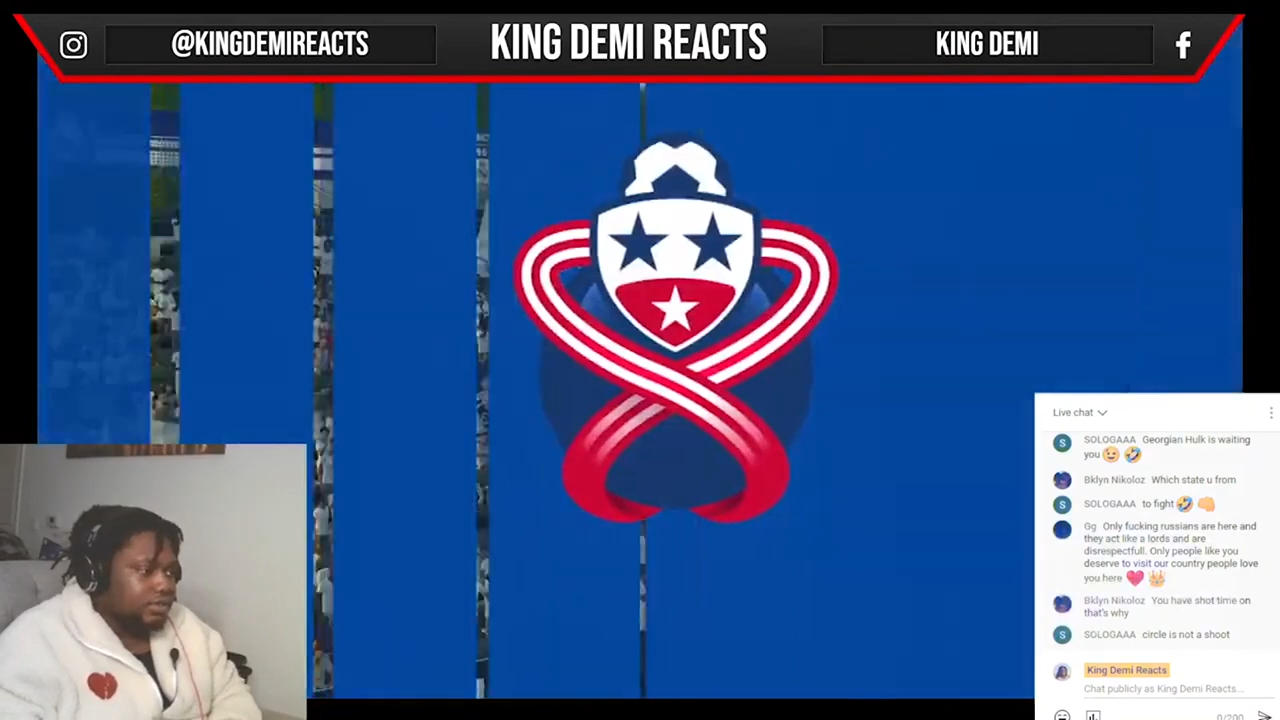 @KINGDEMIREACTS
KING DEMI REACTS
KING DEMI
Live chat
SOLOGAAA Georgian Hulk is waiting
you 😉 🤣
Bklyn Nikoloz Which state u from
SOLOGAAA to fight 🤣 👊
Gg Only fucking russians are here and
they act like a lords and are
disrespectfull. Only people like you
deserve to visit our country people love
you here 💗 👑
Bklyn Nikoloz You have shot time on
that's why
SOLOGAAA circle is not a shoot
King Demi Reacts
Chat publicly as King Demi Reacts...
0/200